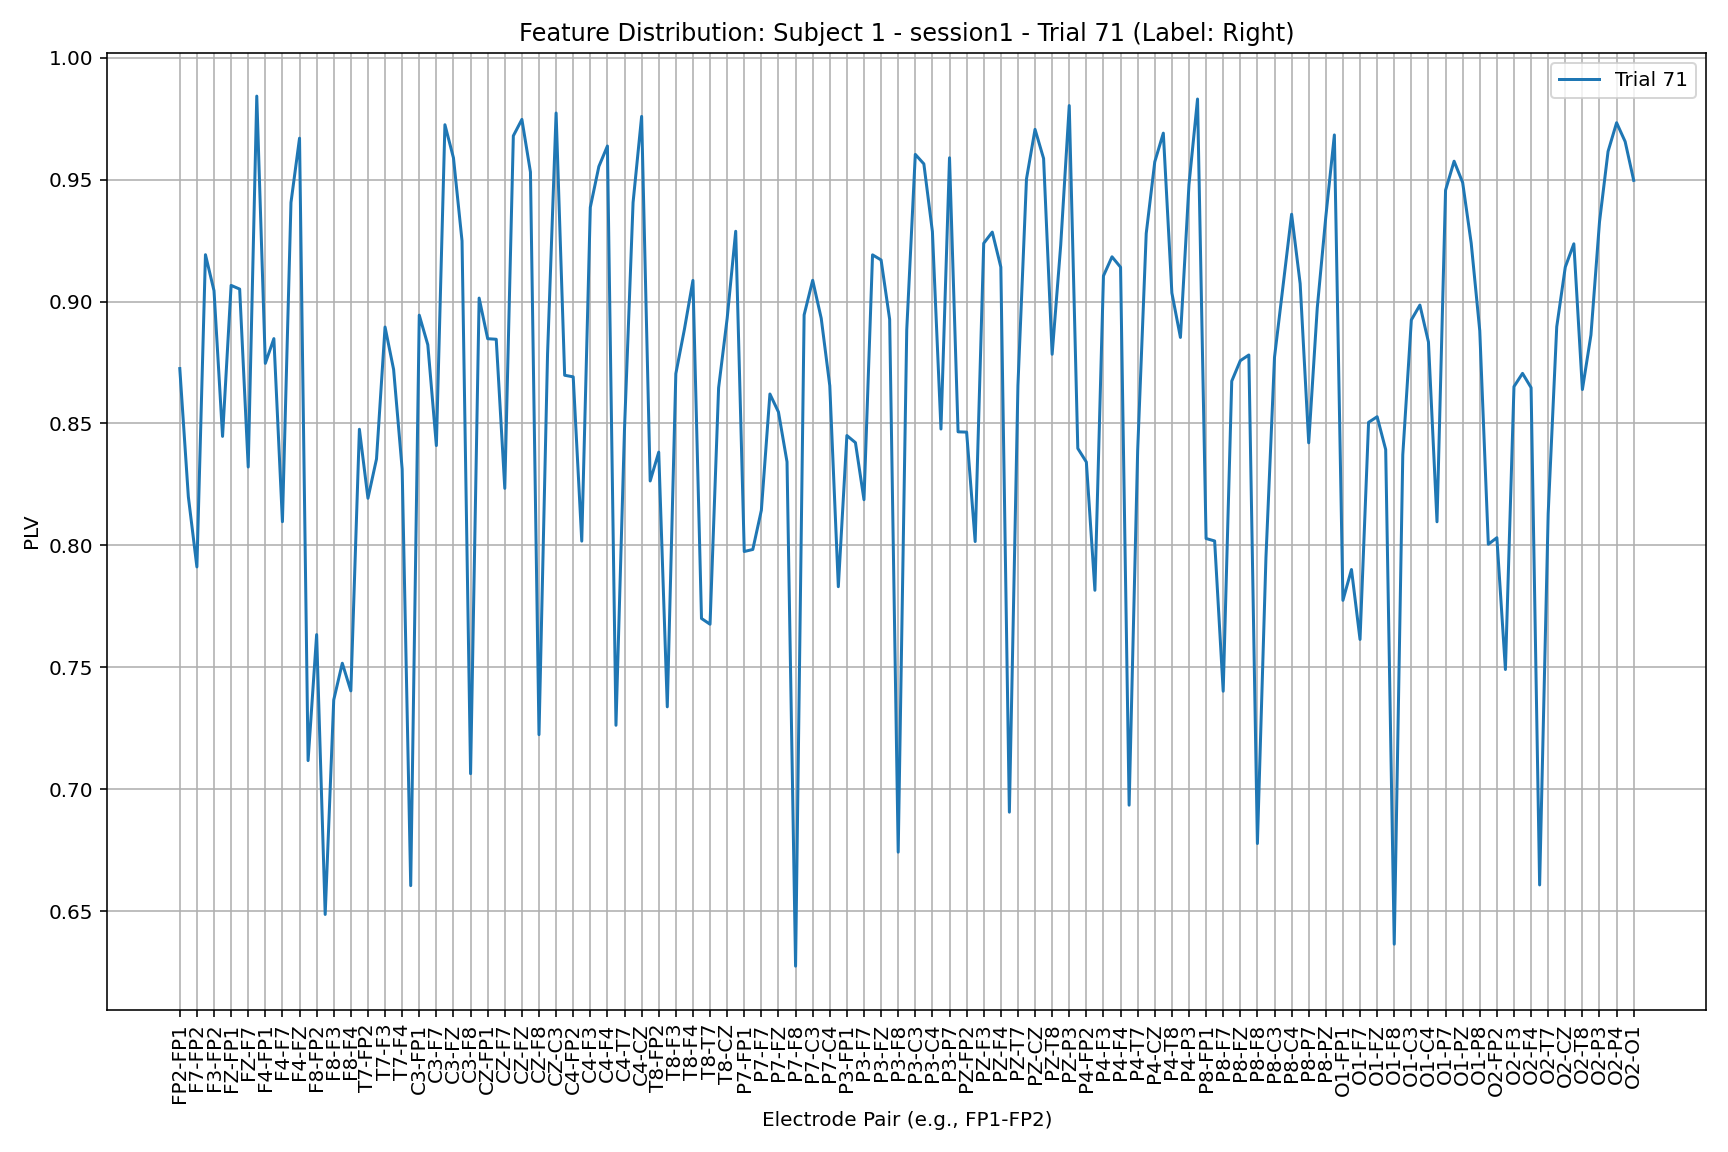 Feature Distribution: Subject 1 - session1 - Trial 71 (Label: Right)
Trial 71
1.00
0.95
0.90
0.85
0.80
0.75
0.70
0.65
PLV
FP2-FP1
F7-FP2
F3-FP2
FZ-FP1
FZ-F7
F4-FP1
F4-F7
F4-FZ
F8-FP2
F8-F3
F8-F4
T7-FP2
T7-F3
T7-F4
C3-FP1
C3-F7
C3-FZ
C3-F8
CZ-FP1
CZ-F7
CZ-FZ
CZ-F8
CZ-C3
C4-FP2
C4-F3
C4-F4
C4-T7
C4-CZ
T8-FP2
T8-F3
T8-F4
T8-T7
T8-CZ
P7-FP1
P7-F7
P7-FZ
P7-F8
P7-C3
P7-C4
P3-FP1
P3-F7
P3-FZ
P3-F8
P3-C3
P3-C4
P3-P7
PZ-FP2
PZ-F3
PZ-F4
PZ-T7
PZ-CZ
PZ-T8
PZ-P3
P4-FP2
P4-F3
P4-F4
P4-T7
P4-CZ
P4-T8
P4-P3
P8-FP1
P8-F7
P8-FZ
P8-F8
P8-C3
P8-C4
P8-P7
P8-PZ
O1-FP1
O1-F7
O1-FZ
O1-F8
O1-C3
O1-C4
O1-P7
O1-PZ
O1-P8
O2-FP2
O2-F3
O2-F4
O2-T7
O2-CZ
O2-T8
O2-P3
O2-P4
O2-O1
Electrode Pair (e.g., FP1-FP2)